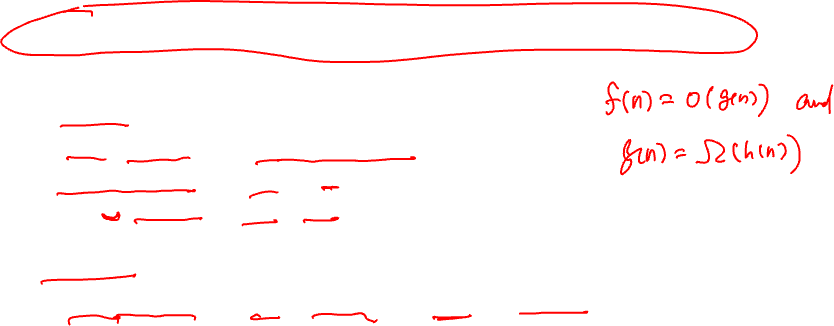 f(n) = O(g(n)) and
g(n) = Ω(h(n))